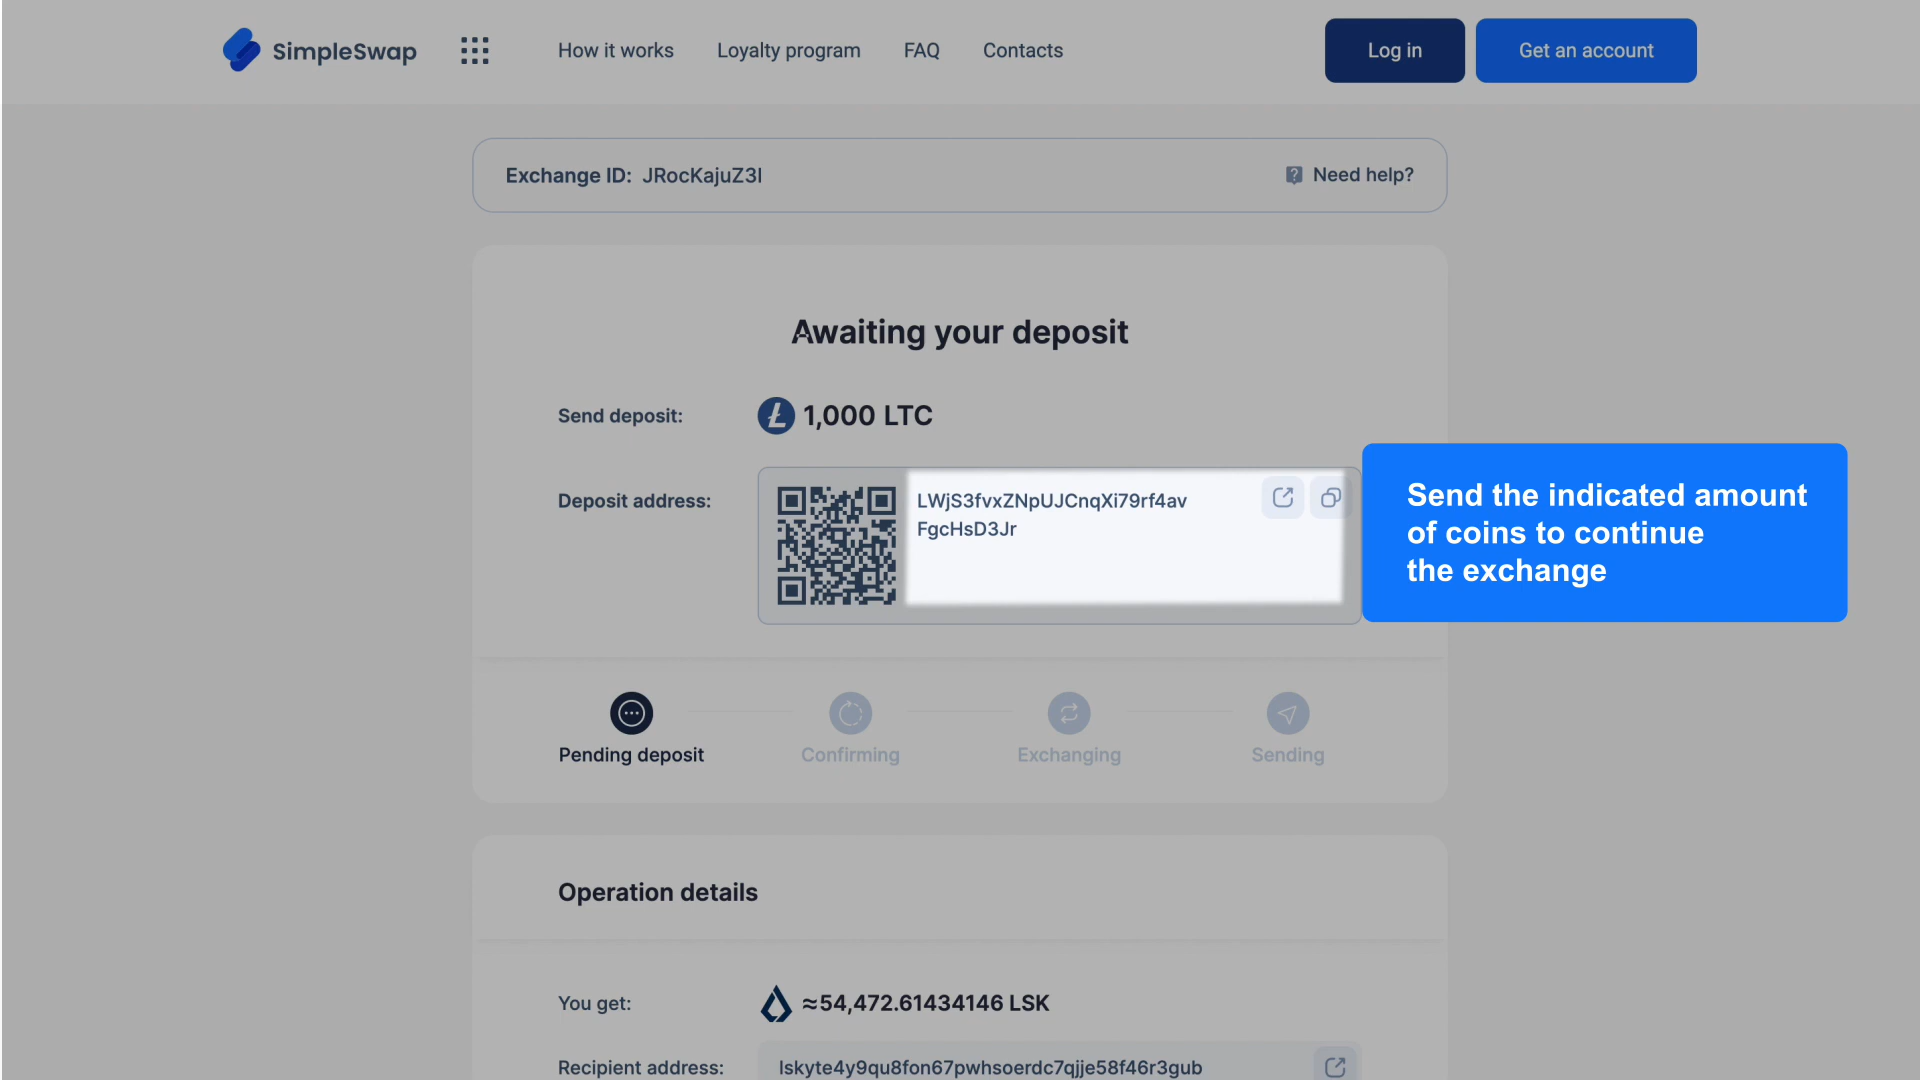 SimpleSwap
How it works
Loyalty program
FAQ
Contacts
Log in
Get an account
Exchange ID: JRocKajuZ3I
Need help?
Awaiting your deposit
Send deposit:
1,000 LTC
Deposit address:
LWjS3fvxZNpUJCnqXi79rf4av
FgcHsD3Jr
Send the indicated amount
of coins to continue
the exchange
Pending deposit
Confirming
Exchanging
Sending
Operation details
You get:
≈54,472.61434146 LSK
Recipient address:
lskyte4y9qu8fon67pwhsoerdc7qjje58f46r3gub